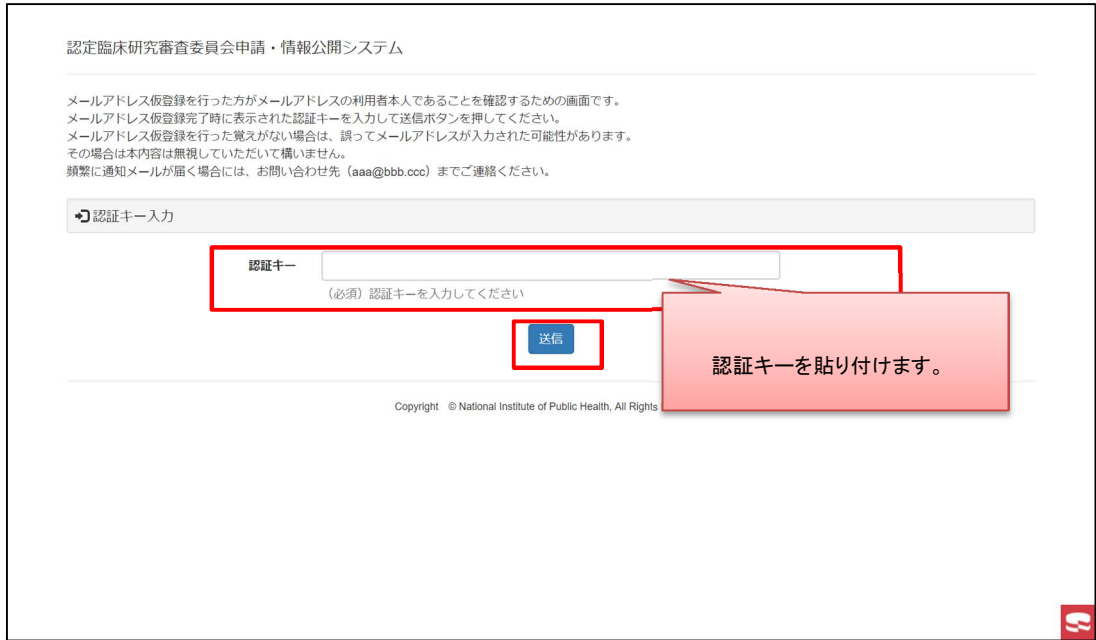 認定臨床研究審査委員会申請・情報公開システム
メールアドレス仮登録を行った方がメールアドレスの利用者本人であることを確認するための画面です。
メールアドレス仮登録完了時に表示された認証キーを入力して送信ボタンを押してください。
メールアドレス仮登録を行った覚えがない場合は、誤ってメールアドレスが入力された可能性があります。
その場合は本内容は無視していただいて構いません。
頻繁に通知メールが届く場合には、お問い合わせ先（aaa@bbb.ccc）までご連絡ください。
認証キー入力
認証キー
（必須）認証キーを入力してください
送信
認証キーを貼り付けます。
Copyright © National Institute of Public Health, All Rights